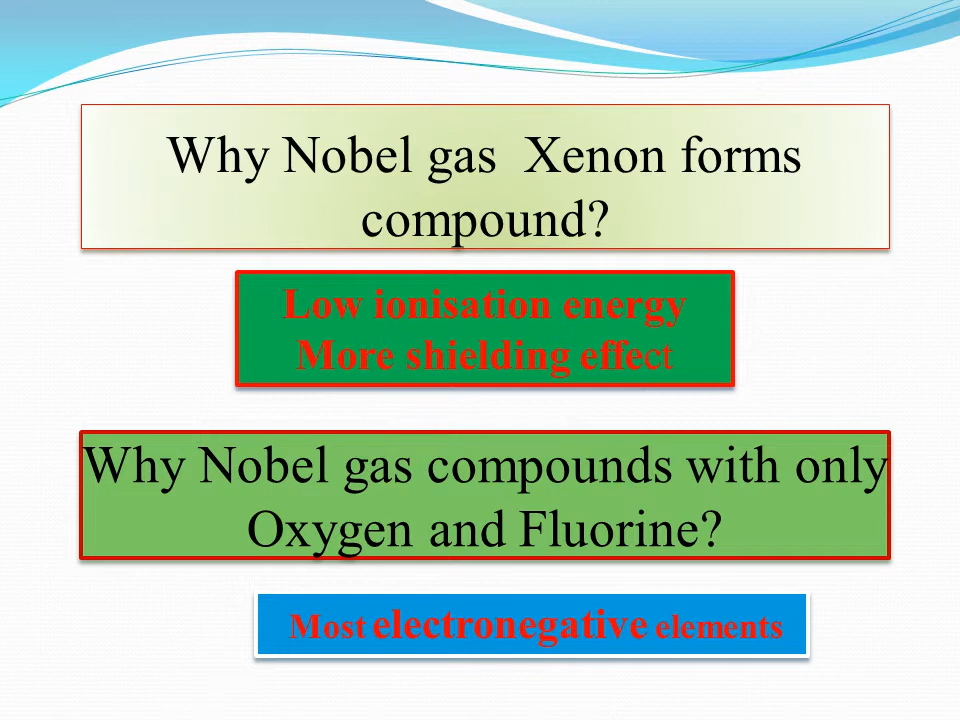 Why Nobel gas  Xenon forms
compound?
Low ionisation energy
More shielding effect
Why Nobel gas compounds with only
Oxygen and Fluorine?
Most electronegative elements